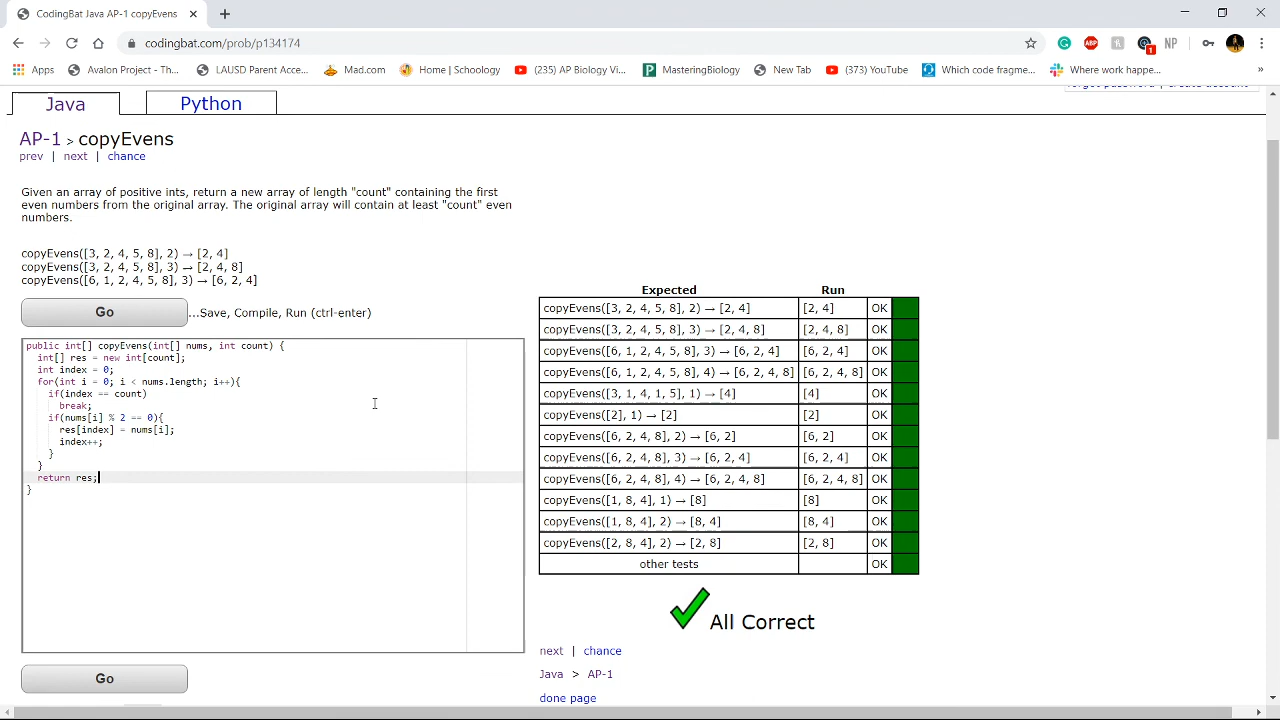 CodingBat Java AP-1 copyEvens
codingbat.com/prob/p134174
Apps Avalon Project - Th... LAUSD Parent Acce... Mad.com Home | Schoology (235) AP Biology Vi... MasteringBiology New Tab (373) YouTube Which code fragme... Where work happe... »
Java Python
AP-1 > copyEvens
prev | next | chance
Given an array of positive ints, return a new array of length "count" containing the first
even numbers from the original array. The original array will contain at least "count" even
numbers.
copyEvens([3, 2, 4, 5, 8], 2) → [2, 4]
copyEvens([3, 2, 4, 5, 8], 3) → [2, 4, 8]
copyEvens([6, 1, 2, 4, 5, 8], 3) → [6, 2, 4]
Go ...Save, Compile, Run (ctrl-enter)
public int[] copyEvens(int[] nums, int count) {
int[] res = new int[count];
int index = 0;
for(int i = 0; i < nums.length; i++){
if(index == count)
break;
if(nums[i] % 2 == 0){
res[index] = nums[i];
index++;
}
}
return res;
}
Go
Expected Run
copyEvens([3, 2, 4, 5, 8], 2) → [2, 4] [2, 4] OK
copyEvens([3, 2, 4, 5, 8], 3) → [2, 4, 8] [2, 4, 8] OK
copyEvens([6, 1, 2, 4, 5, 8], 3) → [6, 2, 4] [6, 2, 4] OK
copyEvens([6, 1, 2, 4, 5, 8], 4) → [6, 2, 4, 8] [6, 2, 4, 8] OK
copyEvens([3, 1, 4, 1, 5], 1) → [4] [4] OK
copyEvens([2], 1) → [2] [2] OK
copyEvens([6, 2, 4, 8], 2) → [6, 2] [6, 2] OK
copyEvens([6, 2, 4, 8], 3) → [6, 2, 4] [6, 2, 4] OK
copyEvens([6, 2, 4, 8], 4) → [6, 2, 4, 8] [6, 2, 4, 8] OK
copyEvens([1, 8, 4], 1) → [8] [8] OK
copyEvens([1, 8, 4], 2) → [8, 4] [8, 4] OK
copyEvens([2, 8, 4], 2) → [2, 8] [2, 8] OK
other tests OK
All Correct
next | chance
Java > AP-1
done page